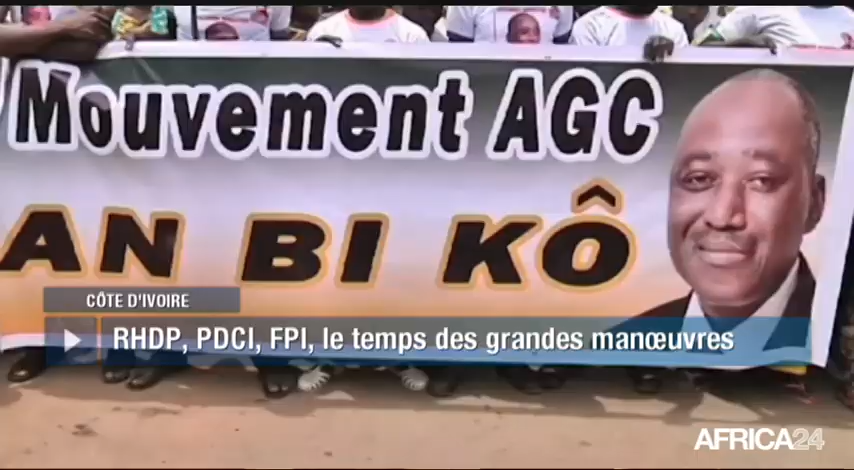 Mouvement AGC
AN BI KÔ
CÔTE D'IVOIRE
RHDP, PDCI, FPI, le temps des grandes manœuvres
AFRICA24